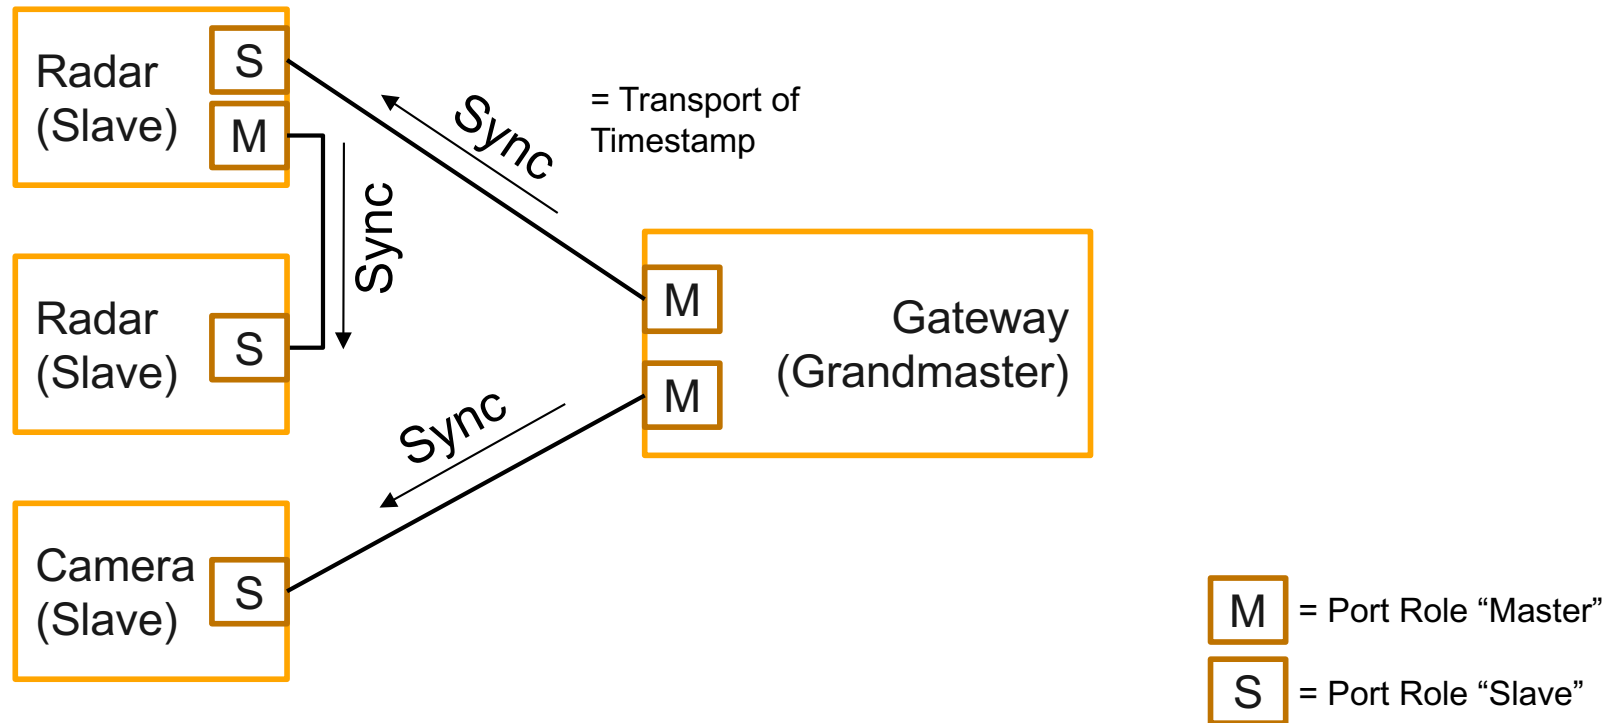 Radar
(Slave)
S
M
Sync
= Transport of
Timestamp
Sync
Radar
(Slave)
S
M
M
Gateway
(Grandmaster)
Sync
Camera
(Slave)
S
M = Port Role “Master”
S = Port Role “Slave”